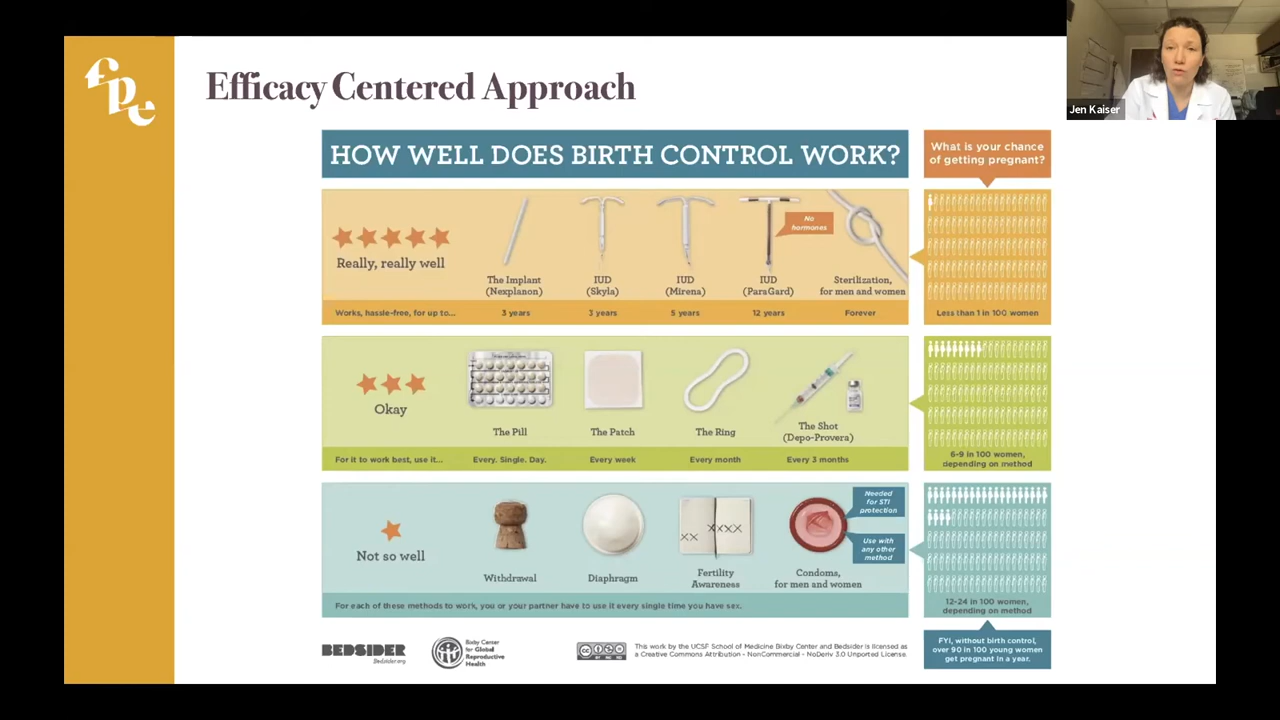 fpe
Efficacy Centered Approach
Jen Kaiser
HOW WELL DOES BIRTH CONTROL WORK?
What is your chance
of getting pregnant?
Really, really well
The Implant
(Nexplanon)
IUD
(Skyla)
IUD
(Mirena)
No
hormones
IUD
(ParaGard)
Sterilization,
for men and women
Works, hassle-free, for up to...
3 years
3 years
5 years
12 years
Forever
Less than 1 in 100 women
Okay
The Pill
The Patch
The Ring
The Shot
(Depo-Provera)
For it to work best, use it...
Every. Single. Day.
Every week
Every month
Every 3 months
6-9 in 100 women,
depending on method
Not so well
Withdrawal
Diaphragm
Fertility
Awareness
Condoms,
for men and women
Needed
for STI
protection
Use with
any other
method
For each of these methods to work, you or your partner have to use it every single time you have sex.
12-24 in 100 women,
depending on method
FYI, without birth control,
over 90 in 100 young women
get pregnant in a year.
BEDSIDER
Bedsider.org
Bixby Center
for Global
Reproductive
Health
This work by the UCSF School of Medicine Bixby Center and Bedsider is licensed as
a Creative Commons Attribution - NonCommercial - NoDeriv 3.0 Unported License.